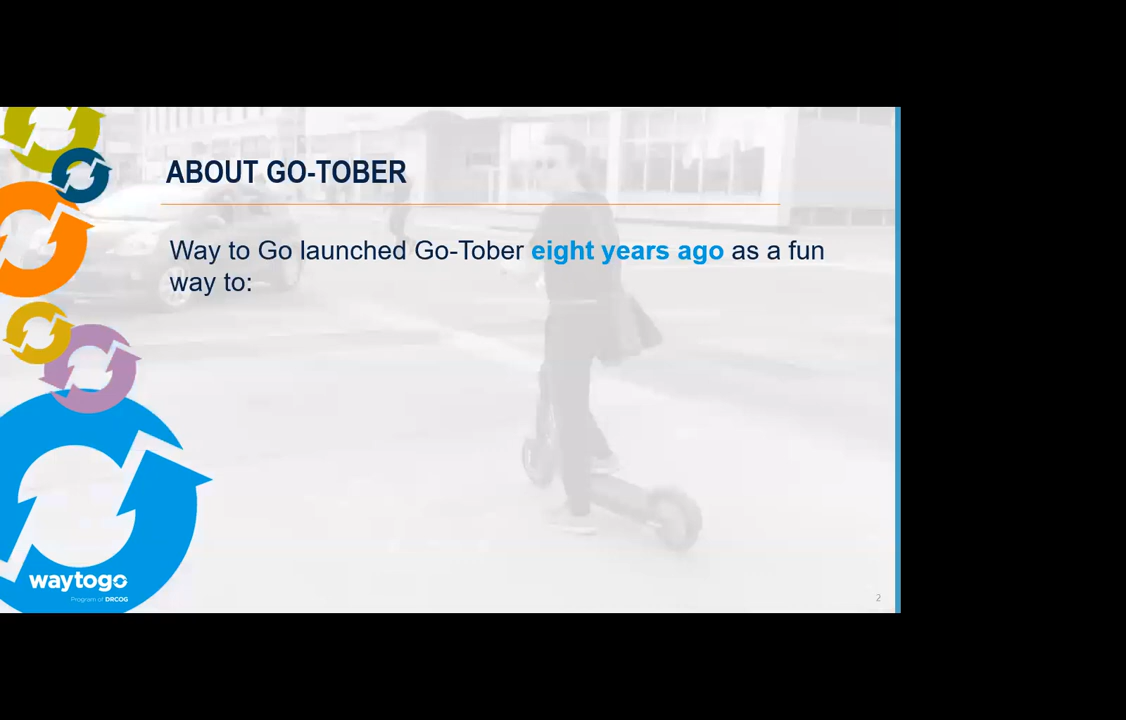 ABOUT GO-TOBER
Way to Go launched Go-Tober eight years ago as a fun
way to:
waytogo
Program of DRCOG
2